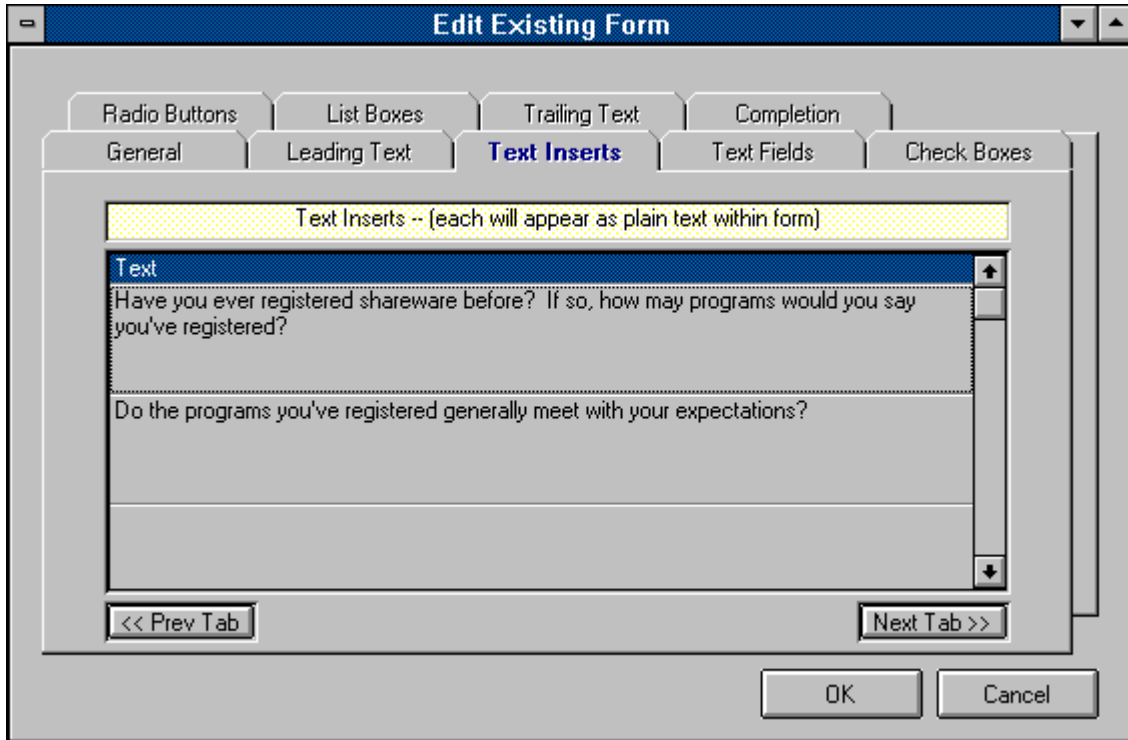 Edit Existing Form
Radio Buttons
List Boxes
Trailing Text
Completion
General
Leading Text
Text Inserts
Text Fields
Check Boxes
Text Inserts -- (each will appear as plain text within form)
Text
Have you ever registered shareware before?  If so, how may programs would you say
you've registered?
Do the programs you've registered generally meet with your expectations?
<< Prev Tab
Next Tab >>
OK
Cancel